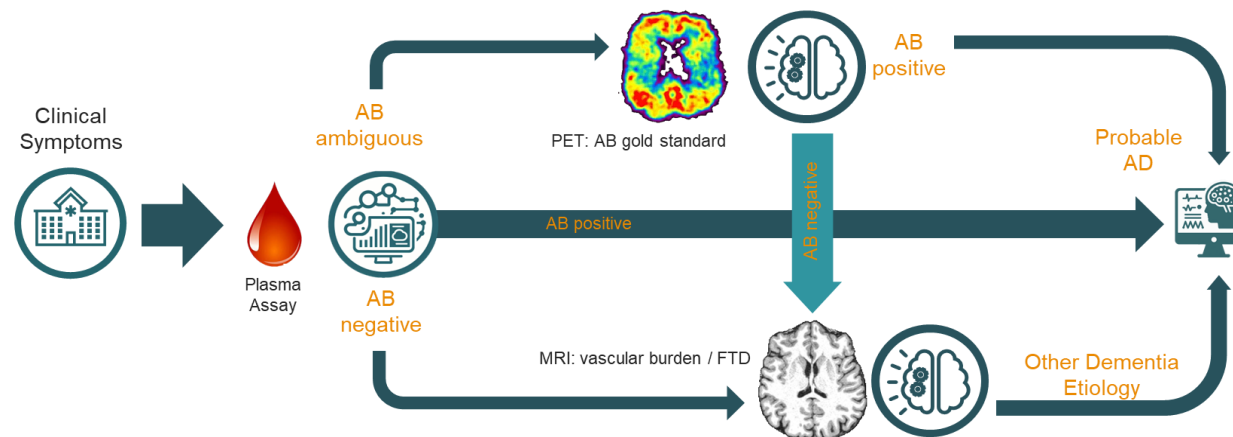 Clinical
Symptoms
Plasma
Assay
AB
ambiguous
AB
negative
PET: AB gold standard
AB
positive
AB positive
AB negative
MRI: vascular burden / FTD
Probable
AD
Other Dementia
Etiology